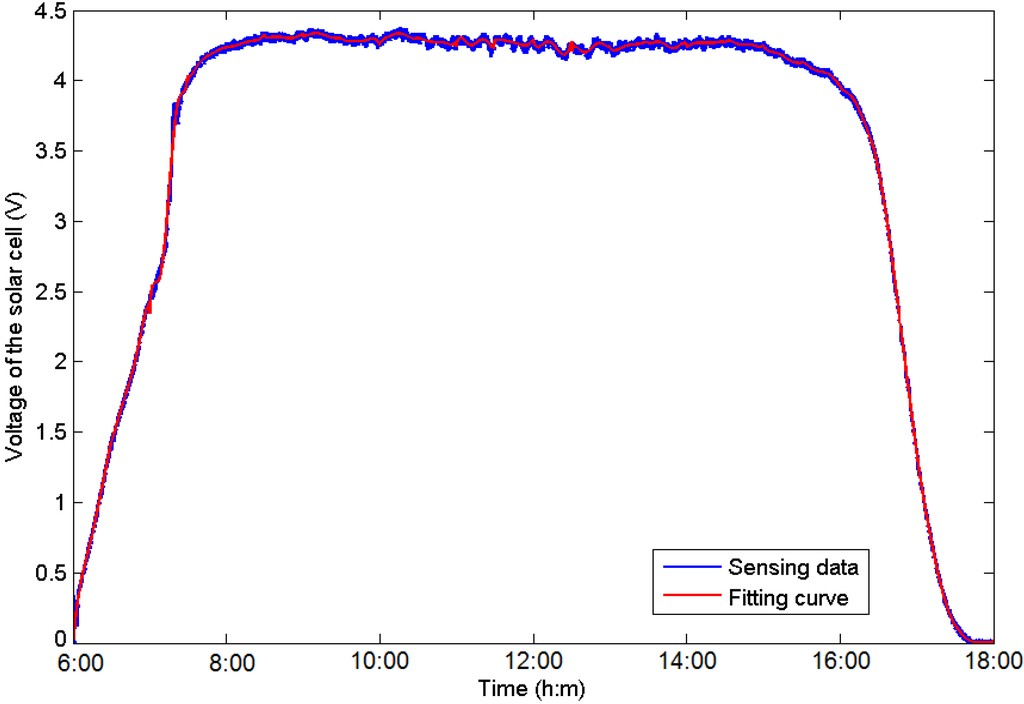 4.5
4
3.5
3
2.5
2
1.5
1
0.5
0
Voltage of the solar cell (V)
Sensing data
Fitting curve
6:00 8:00 10:00 12:00 14:00 16:00 18:00
Time (h:m)